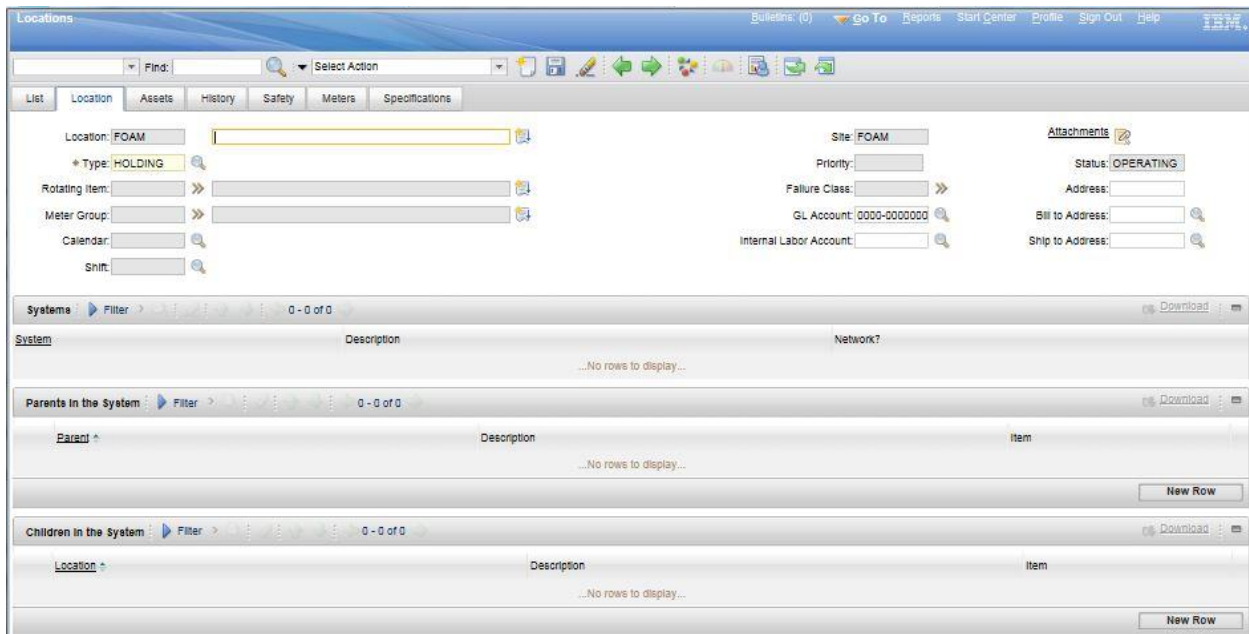 Locations Bulletins: (0) Go To Reports Start Center Profile Sign Out Help IBM.
Find: Select Action
List Location Assets History Safety Meters Specifications
Location: FOAM Site: FOAM Attachments
* Type: HOLDING Priority: Status: OPERATING
Rotating Item: Failure Class: Address:
Meter Group: GL Account: 0000-0000000 Bill to Address:
Calendar: Internal Labor Account: Ship to Address:
Shift:
Systems Filter 0 - 0 of 0 Download
System Description Network?
...No rows to display...
Parents in the System Filter 0 - 0 of 0 Download
Parent Description Item
...No rows to display...
New Row
Children in the System Filter 0 - 0 of 0 Download
Location Description Item
...No rows to display...
New Row